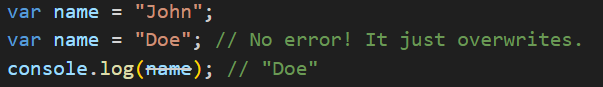 var name = "John";
var name = "Doe"; // No error! It just overwrites.
console.log(name); // "Doe"